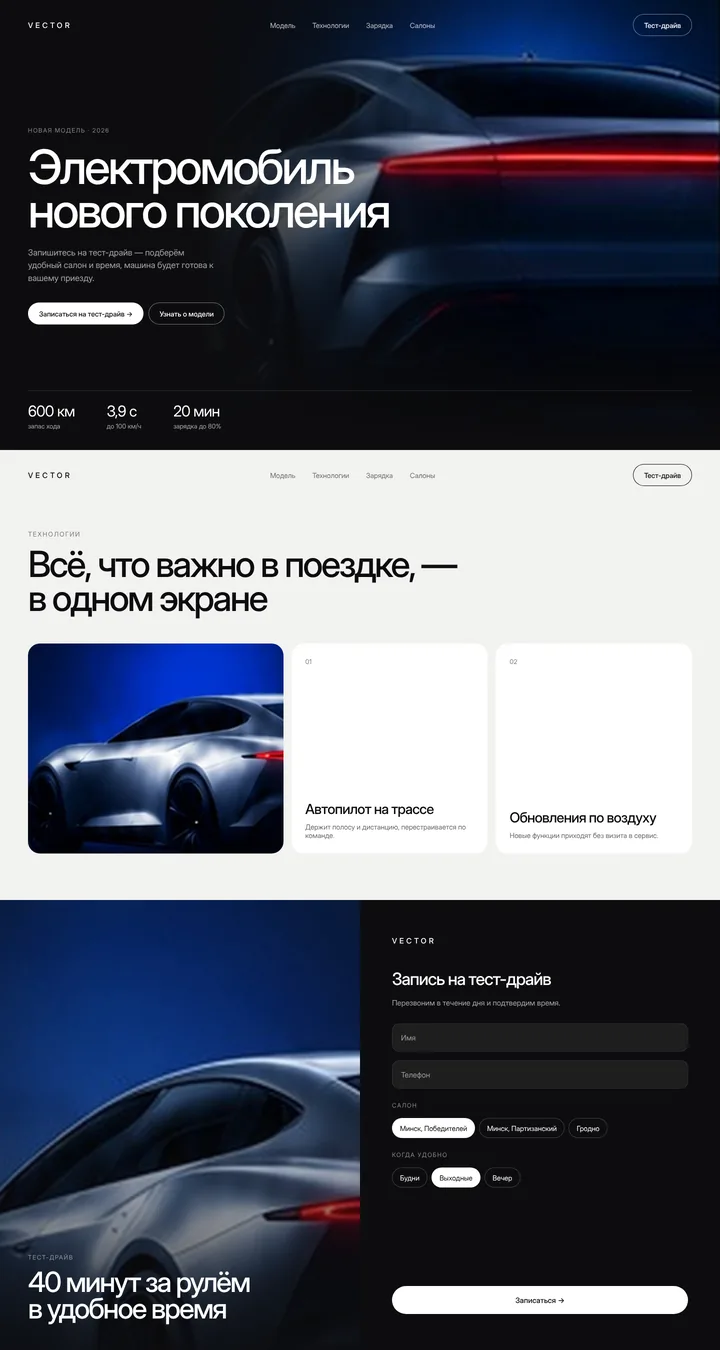 VECTOR
Модель Технологии Зарядка Салоны
Тест-драйв
НОВАЯ МОДЕЛЬ · 2026
Электромобиль
нового поколения
Запишитесь на тест-драйв — подберём
удобный салон и время, машина будет готова к
вашему приезду.
Записаться на тест-драйв →
Узнать о модели
600 км
запас хода
3,9 с
до 100 км/ч
20 мин
зарядка до 80%
VECTOR
Модель Технологии Зарядка Салоны
Тест-драйв
ТЕХНОЛОГИИ
Всё, что важно в поездке, —
в одном экране
01
Автопилот на трассе
Держит полосу и дистанцию, перестраивается по
команде.
02
Обновления по воздуху
Новые функции приходят без визита в сервис.
ТЕСТ-ДРАЙВ
40 минут за рулём
в удобное время
VECTOR
Запись на тест-драйв
Перезвоним в течение дня и подтвердим время.
Имя
Телефон
САЛОН
Минск, Победителей
Минск, Партизанский
Гродно
КОГДА УДОБНО
Будни
Выходные
Вечер
Записаться →